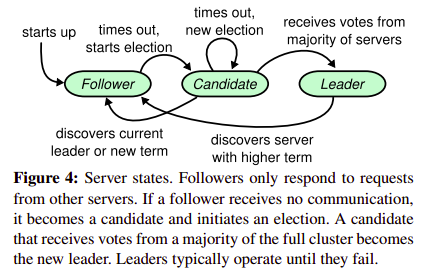 starts up
times out,
starts election
times out,
new election
receives votes from
majority of servers
Follower
Candidate
Leader
discovers current
leader or new term
discovers server
with higher term
Figure 4: Server states. Followers only respond to requests
from other servers. If a follower receives no communication,
it becomes a candidate and initiates an election. A candidate
that receives votes from a majority of the full cluster becomes
the new leader. Leaders typically operate until they fail.